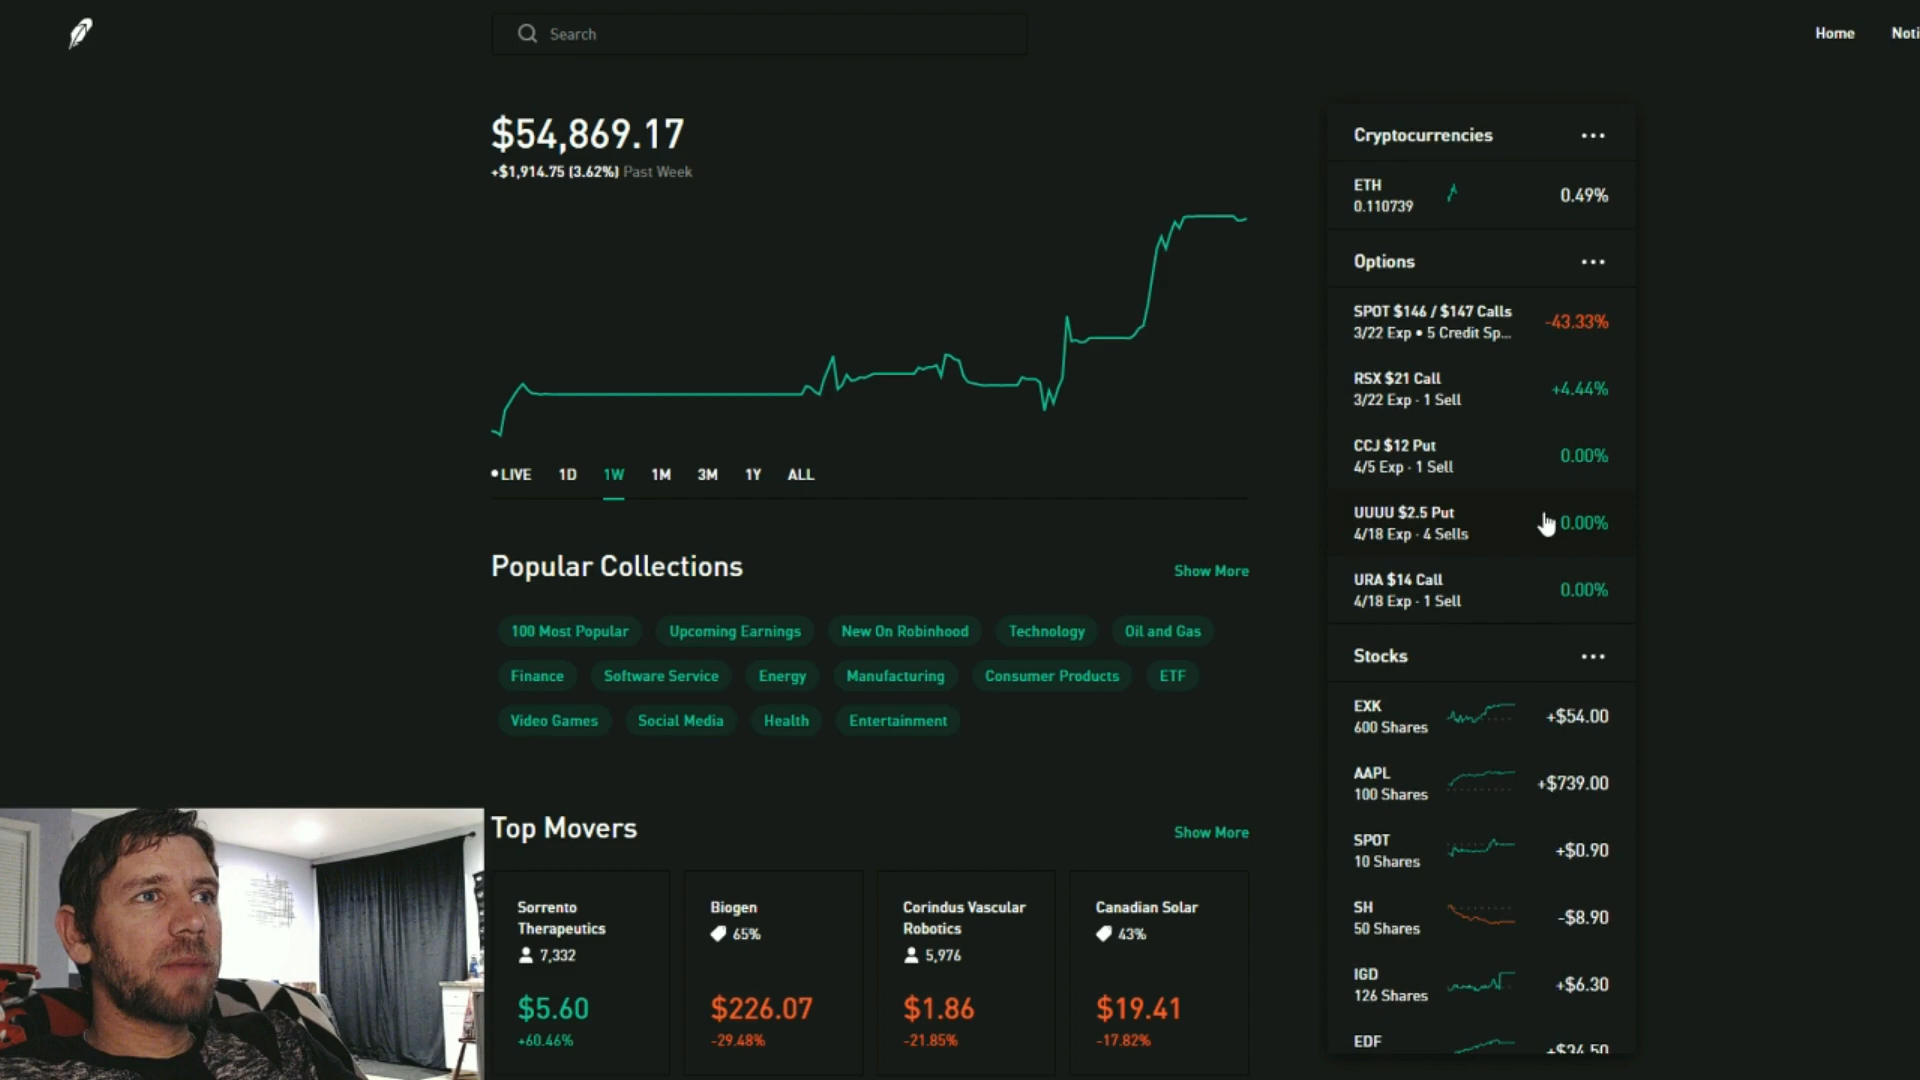 Search
Home
Noti
$54,869.17
+$1,914.75 (3.62%) Past Week
LIVE 1D 1W 1M 3M 1Y ALL
Popular Collections
Show More
100 Most Popular
Upcoming Earnings
New On Robinhood
Technology
Oil and Gas
Finance
Software Service
Energy
Manufacturing
Consumer Products
ETF
Video Games
Social Media
Health
Entertainment
Top Movers
Show More
Sorrento
Therapeutics
7,332
$5.60
+60.46%
Biogen
65%
$226.07
-29.48%
Corindus Vascular
Robotics
5,976
$1.86
-21.85%
Canadian Solar
43%
$19.41
-17.82%
Cryptocurrencies
ETH
0.110739
0.49%
Options
SPOT $146 / $147 Calls
3/22 Exp • 5 Credit Sp...
-43.33%
RSX $21 Call
3/22 Exp · 1 Sell
+4.44%
CCJ $12 Put
4/5 Exp · 1 Sell
0.00%
UUUU $2.5 Put
4/18 Exp · 4 Sells
0.00%
URA $14 Call
4/18 Exp · 1 Sell
0.00%
Stocks
EXK
600 Shares
+$54.00
AAPL
100 Shares
+$739.00
SPOT
10 Shares
+$0.90
SH
50 Shares
-$8.90
IGD
126 Shares
+$6.30
EDF
+$34.50